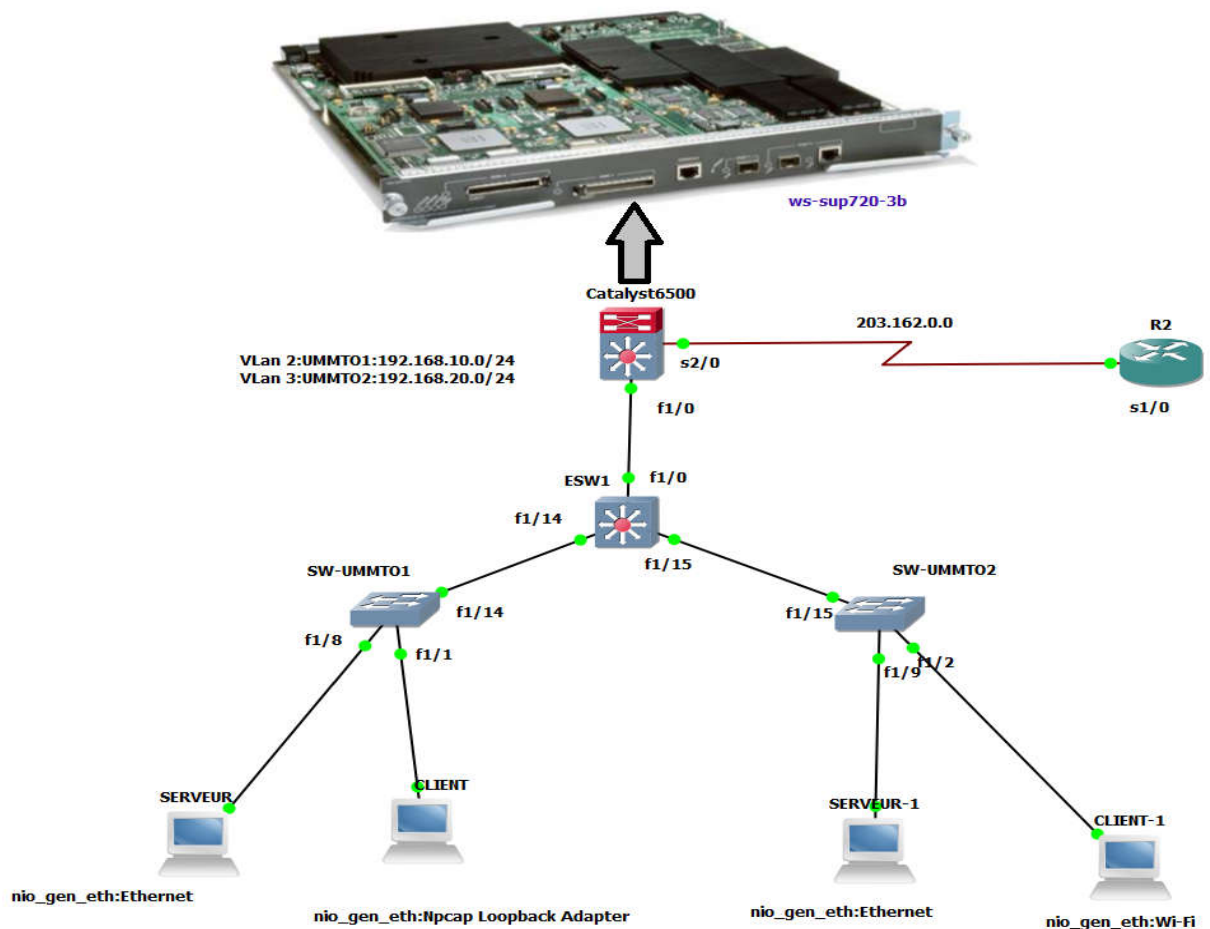 ws-sup720-3b
Catalyst6500
203.162.0.0
R2
VLan 2:UMMTO1:192.168.10.0/24
VLan 3:UMMTO2:192.168.20.0/24
s2/0
s1/0
f1/0
ESW1
f1/0
f1/14
f1/15
SW-UMMTO1
SW-UMMTO2
f1/14
f1/15
f1/8
f1/1
f1/9
f1/2
SERVEUR
CLIENT
SERVEUR-1
CLIENT-1
nio_gen_eth:Ethernet
nio_gen_eth:Npcap Loopback Adapter
nio_gen_eth:Ethernet
nio_gen_eth:Wi-Fi